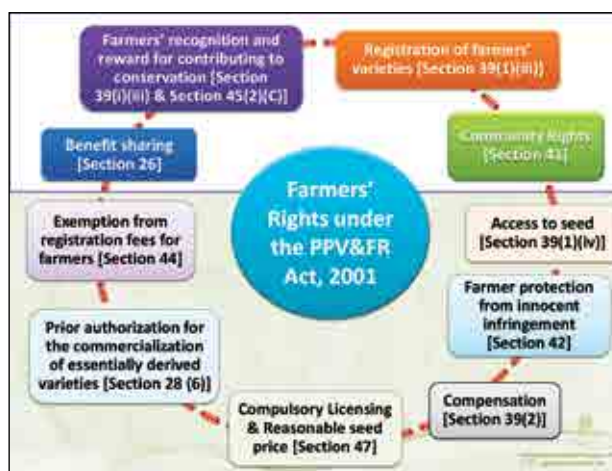 Farmers' recognition and
reward for contributing to
conservation [Section
39(i)(iii) & Section 45(2)(C)]
Registration of farmers'
varieties [Section 39(1)(iii)]
Benefit sharing
[Section 26]
Community Rights
[Section 41]
Farmers'
Rights under
the PPV&FR
Act, 2001
Exemption from
registration fees for
farmers [Section 44]
Access to seed
[Section 39(1)(iv)]
Prior authorization for
the commercialization
of essentially derived
varieties [Section 28 (6)]
Farmer protection
from innocent
infringement
[Section 42]
Compulsory Licensing
& Reasonable seed
price [Section 47]
Compensation
[Section 39(2)]